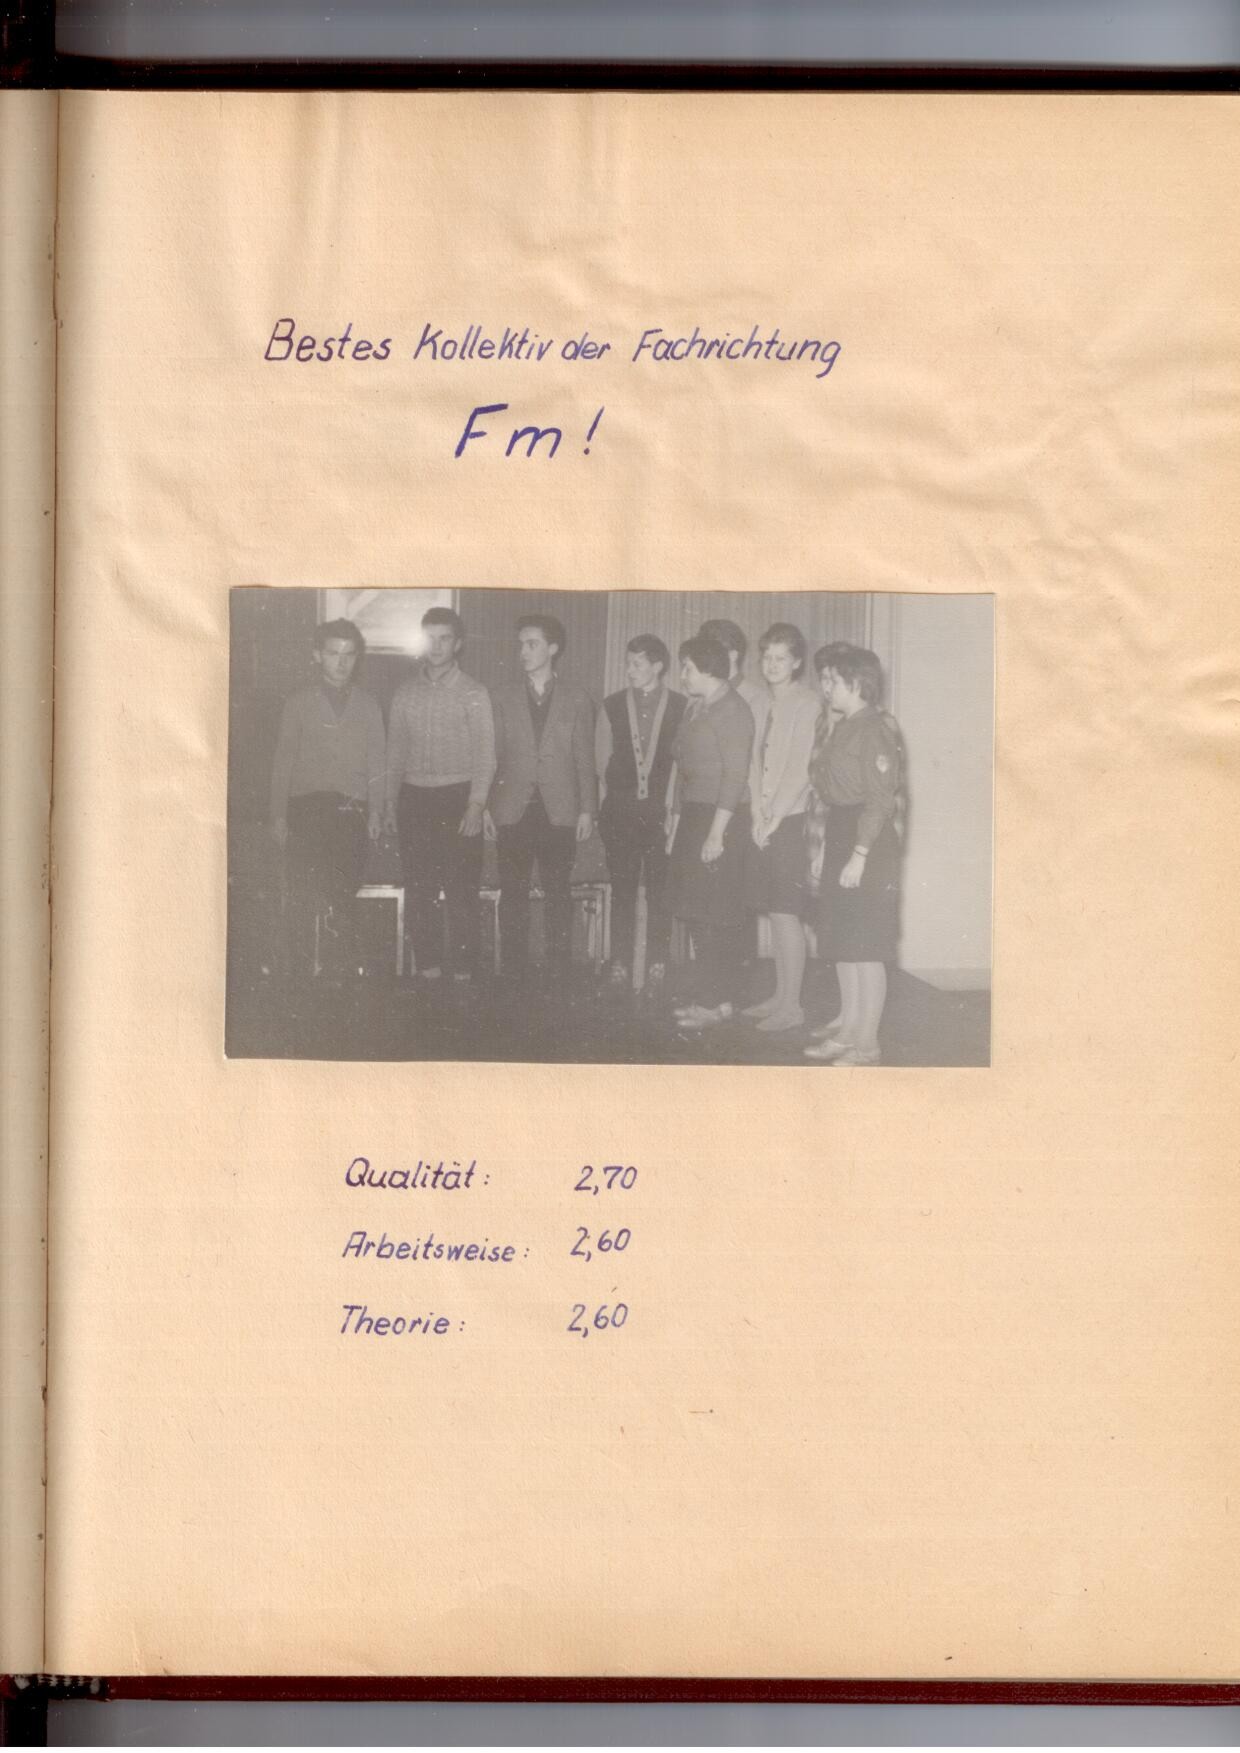 Bestes Kollektiv der Fachrichtung
Fm!
Qualität: 2,70
Arbeitsweise: 2,60
Theorie: 2,60